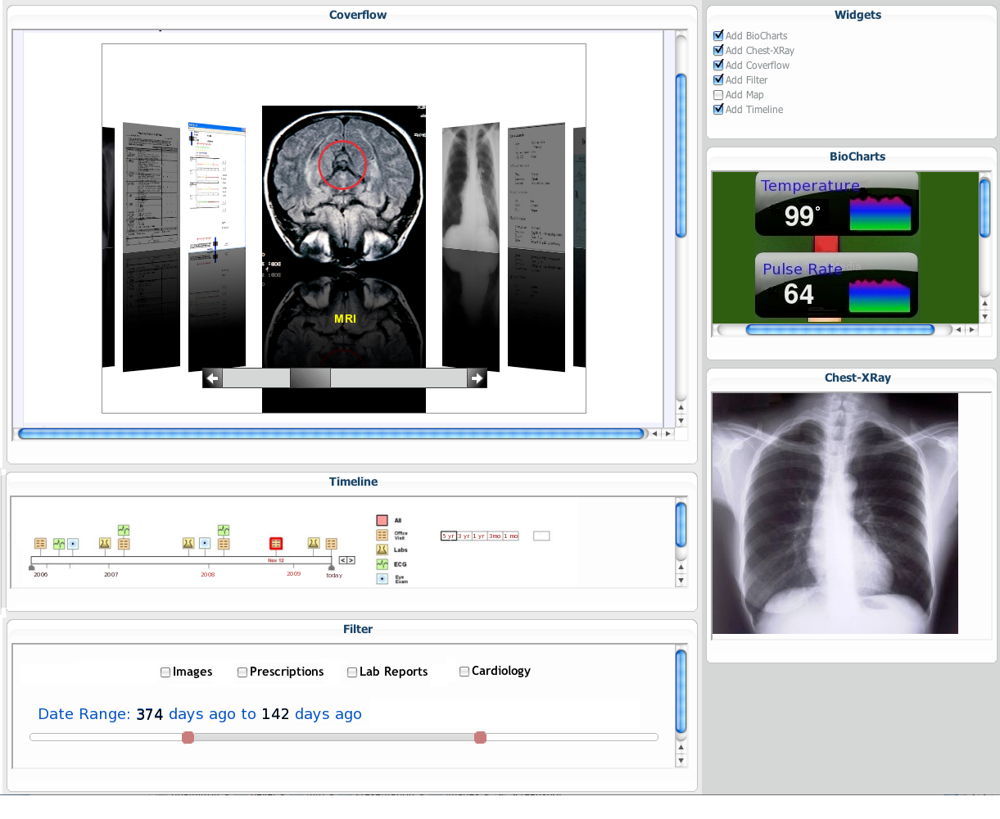 Coverflow
MRI
Timeline
All
Office
Visit
Labs
ECG
Eye
Exam
5 yr 3 yr 1 yr 3mo 1 mo
Nov 12
< >
2006 2007 2008 2009 today
Filter
Images Prescriptions Lab Reports Cardiology
Date Range: 374 days ago to 142 days ago
Widgets
Add BioCharts
Add Chest-XRay
Add Coverflow
Add Filter
Add Map
Add Timeline
BioCharts
Temperature
99°
Pulse Rate
64
Chest-XRay